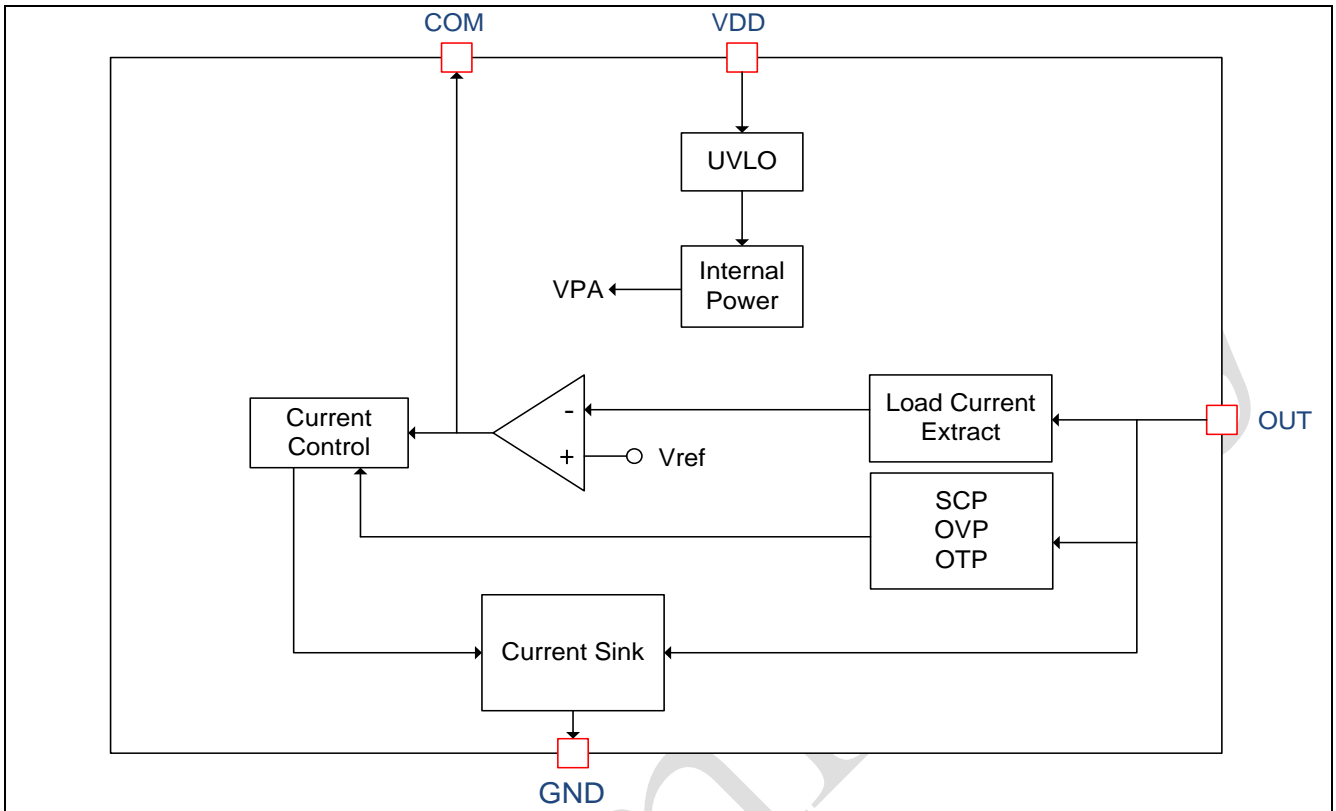 COM
VDD
UVLO
Internal
Power
VPA
Load Current
Extract
OUT
Current
Control
-
+
Vref
SCP
OVP
OTP
Current Sink
GND